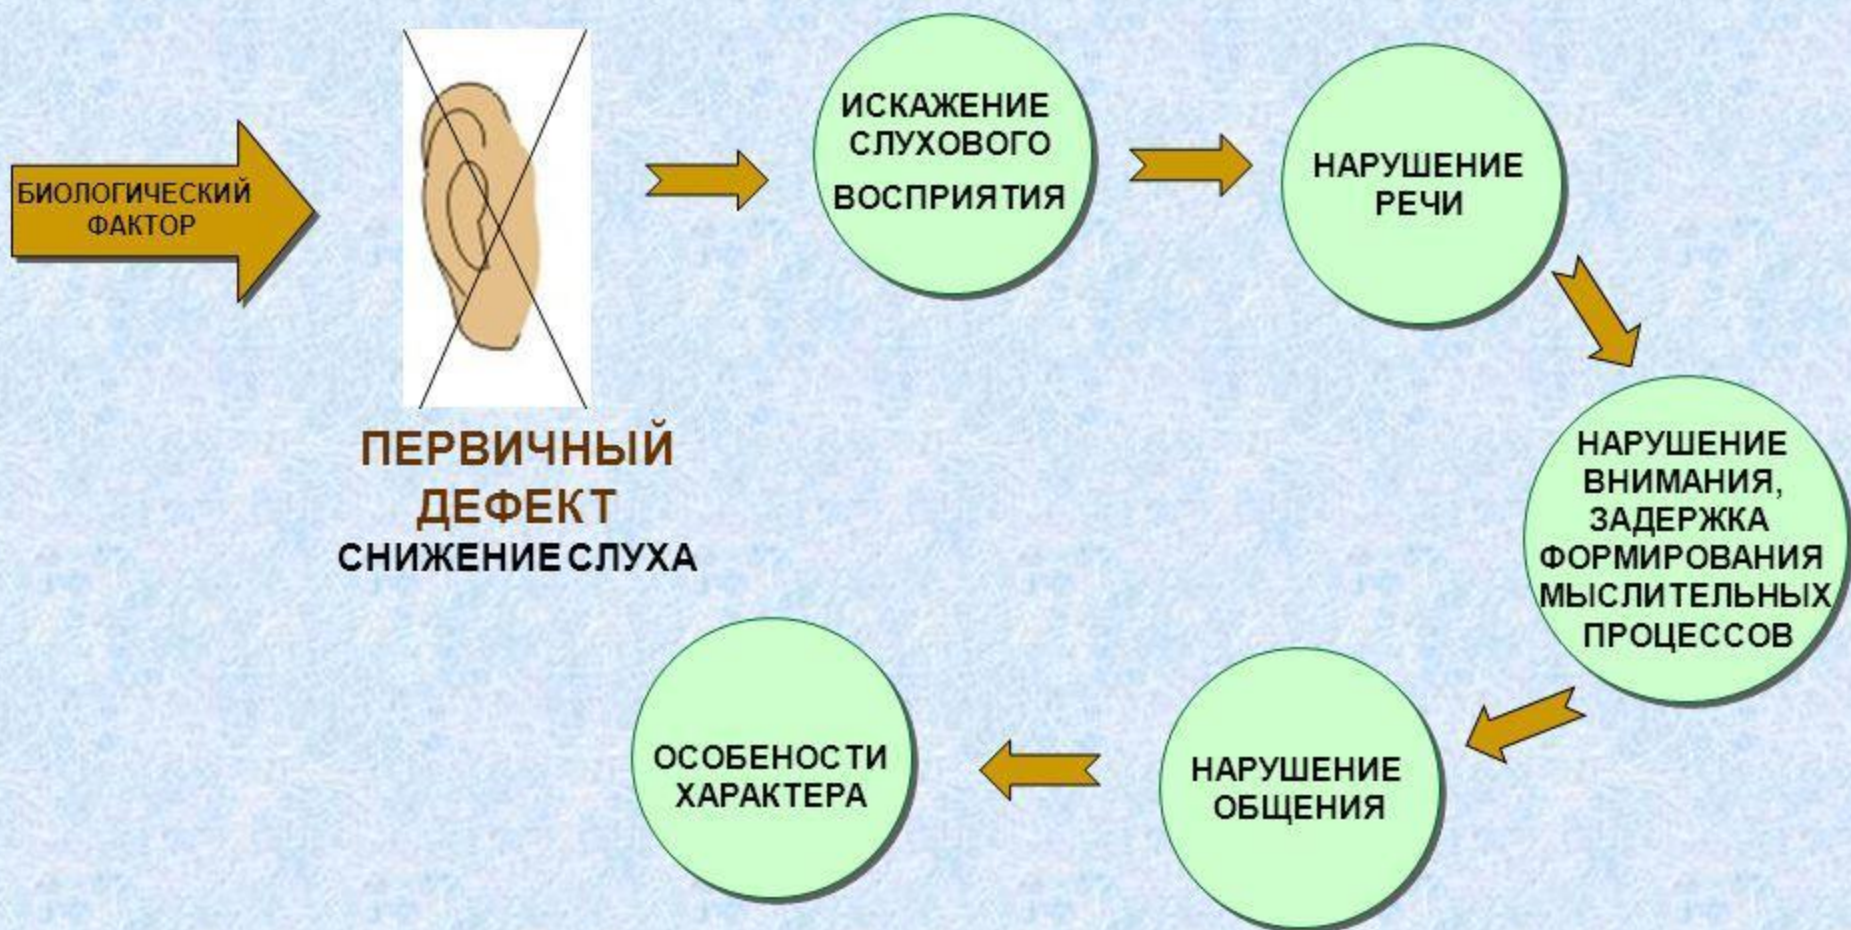 БИОЛОГИЧЕСКИЙ
ФАКТОР
ПЕРВИЧНЫЙ
ДЕФЕКТ
СНИЖЕНИЕ СЛУХА
ИСКАЖЕНИЕ
СЛУХОВОГО
ВОСПРИЯТИЯ
НАРУШЕНИЕ
РЕЧИ
НАРУШЕНИЕ
ВНИМАНИЯ,
ЗАДЕРЖКА
ФОРМИРОВАНИЯ
МЫСЛИТЕЛЬНЫХ
ПРОЦЕССОВ
НАРУШЕНИЕ
ОБЩЕНИЯ
ОСОБЕНОСТИ
ХАРАКТЕРА